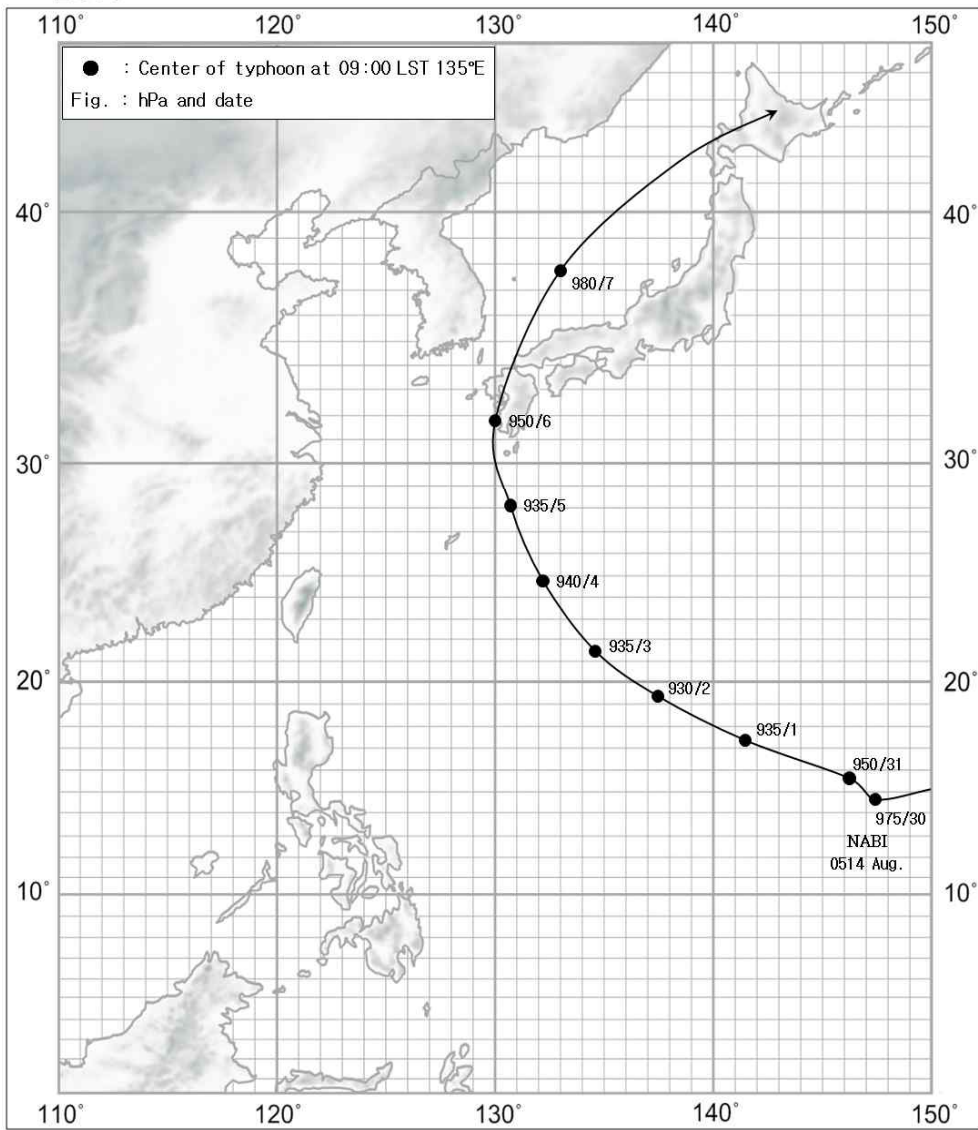 110° 120° 130° 140° 150°
● : Center of typhoon at 09:00 LST 135°E
Fig. : hPa and date
40° 40°
980/7
950/6
30° 30°
935/5
940/4
935/3
20° 20°
930/2
935/1
950/31
975/30
NABI
0514 Aug.
10° 10°
110° 120° 130° 140° 150°